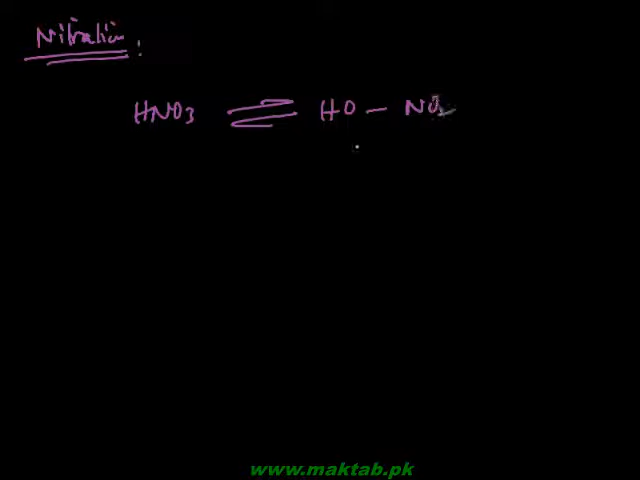 Nitration :
HNO3 ⇌ HO – NO2
www.maktab.pk